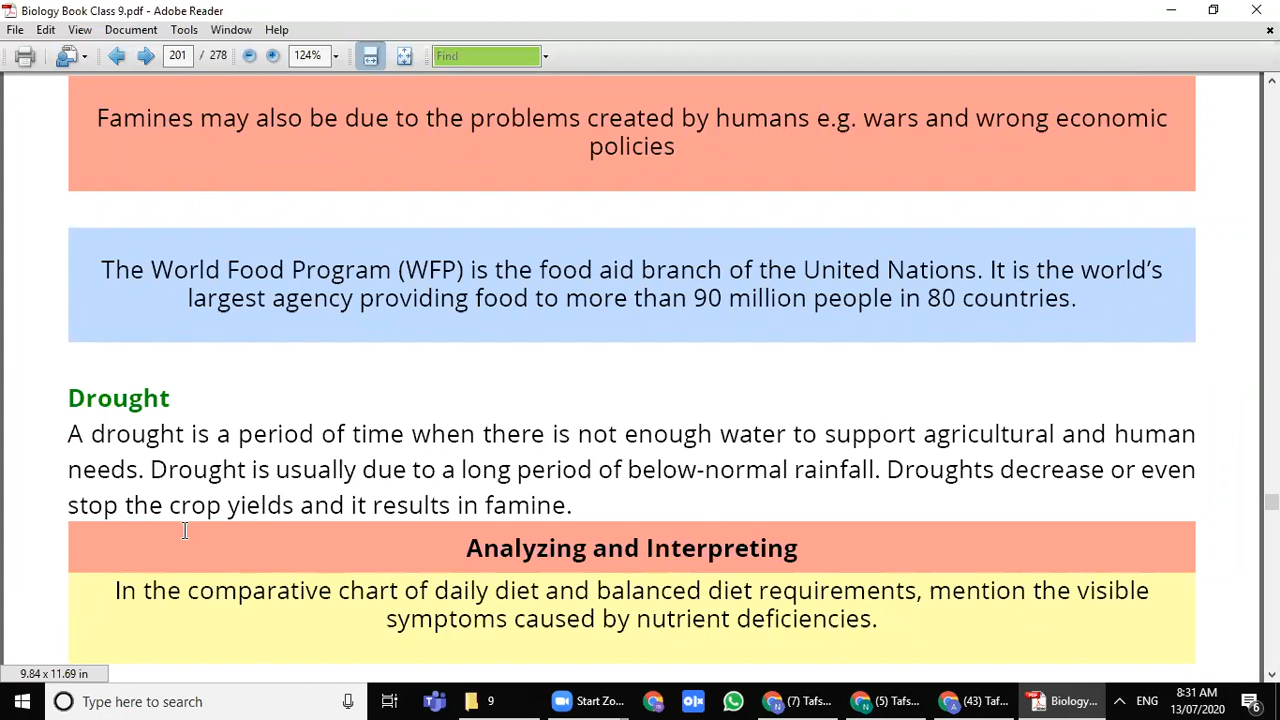 Biology Book Class 9.pdf - Adobe Reader
File Edit View Document Tools Window Help
201 / 278 124% Find
Famines may also be due to the problems created by humans e.g. wars and wrong economic
policies
The World Food Program (WFP) is the food aid branch of the United Nations. It is the world’s
largest agency providing food to more than 90 million people in 80 countries.
Drought
A drought is a period of time when there is not enough water to support agricultural and human
needs. Drought is usually due to a long period of below-normal rainfall. Droughts decrease or even
stop the crop yields and it results in famine.
Analyzing and Interpreting
In the comparative chart of daily diet and balanced diet requirements, mention the visible
symptoms caused by nutrient deficiencies.
9.84 x 11.69 in
Type here to search 9 Start Zo... (7) Tafs... (5) Tafs... (43) Taf... Biology... ENG 8:31 AM
13/07/2020 6